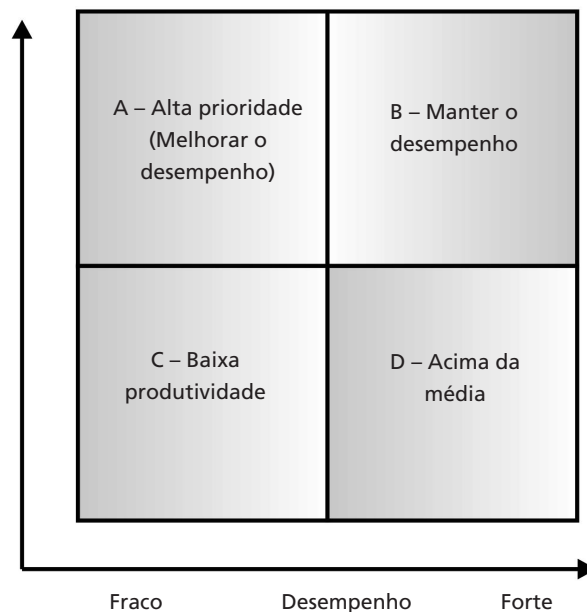 A – Alta prioridade
(Melhorar o
desempenho)
B – Manter o
desempenho
C – Baixa
produtividade
D – Acima da
média
Fraco Desempenho Forte